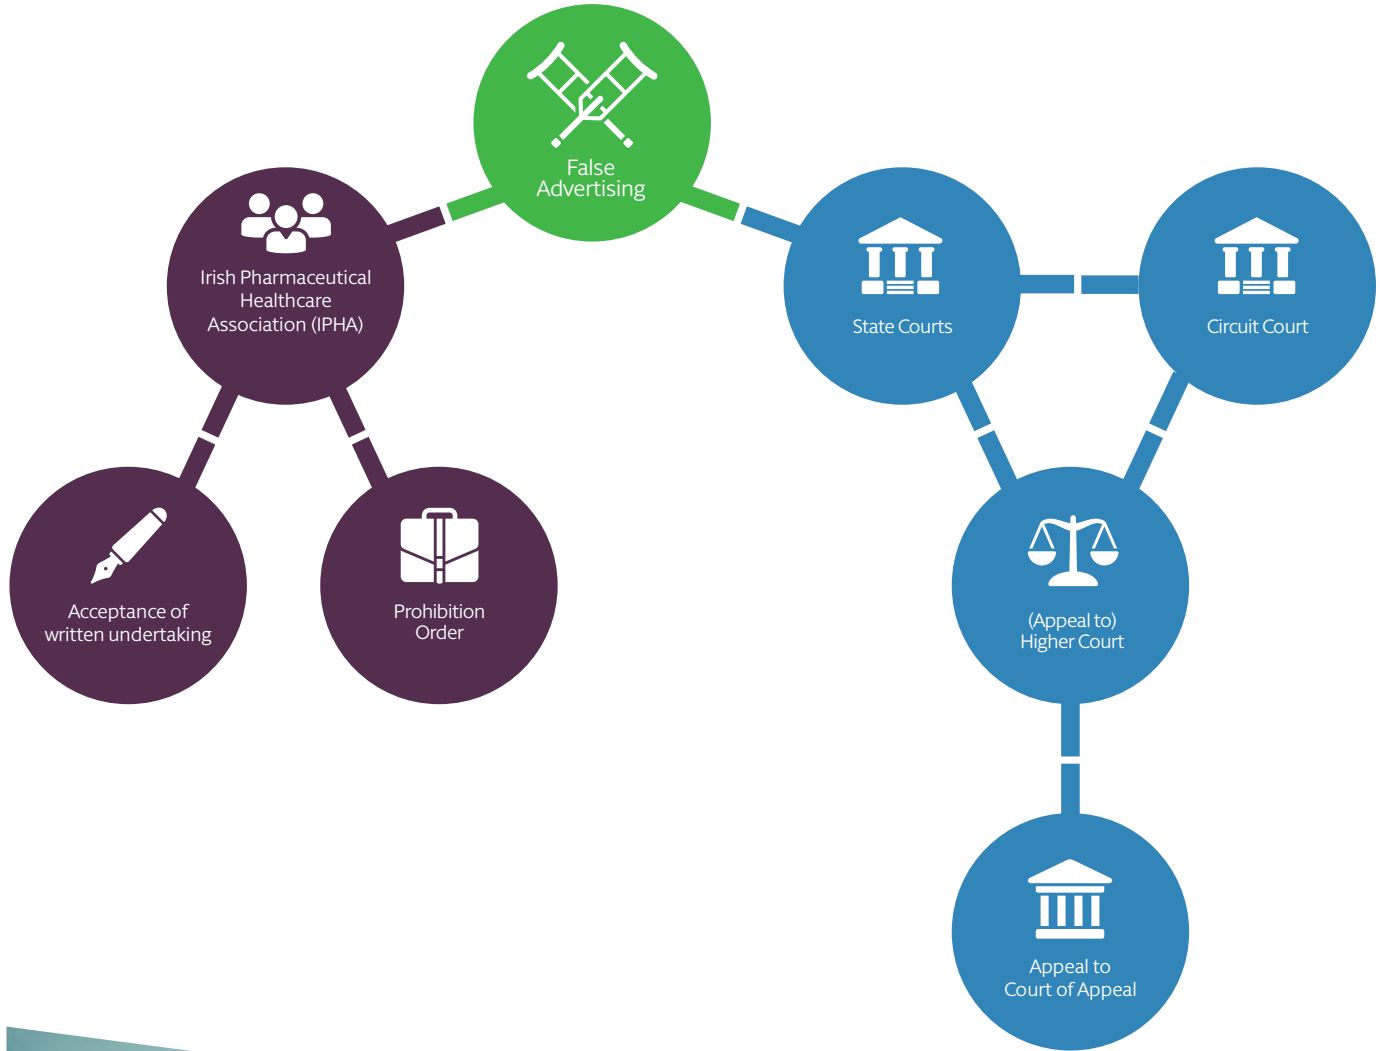 False
Advertising
Irish Pharmaceutical
Healthcare
Association (IPHA)
State Courts
Circuit Court
Acceptance of
written undertaking
Prohibition
Order
(Appeal to)
Higher Court
Appeal to
Court of Appeal